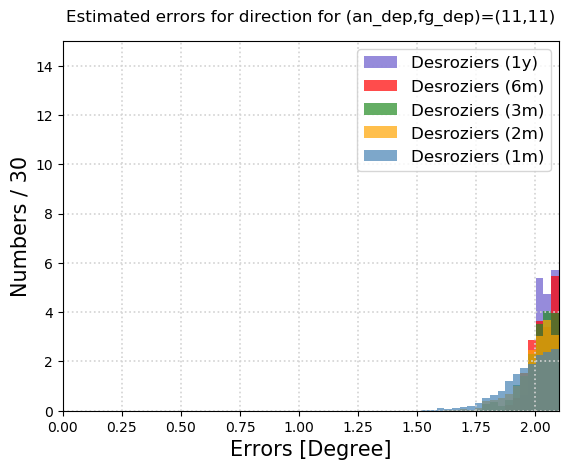 Estimated errors for direction for (an_dep,fg_dep)=(11,11)
Desroziers (1y)
Desroziers (6m)
Desroziers (3m)
Desroziers (2m)
Desroziers (1m)
Numbers / 30
14
12
10
8
6
4
2
0
0.00 0.25 0.50 0.75 1.00 1.25 1.50 1.75 2.00
Errors [Degree]